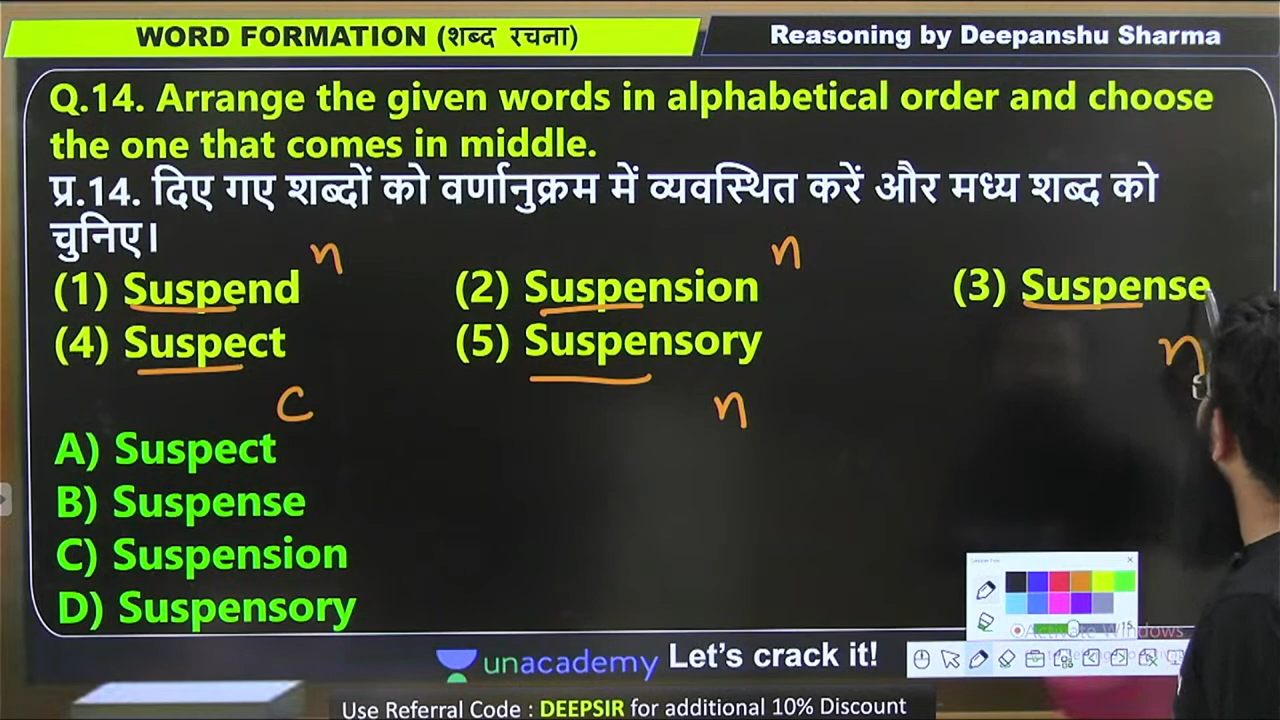 WORD FORMATION (शब्द रचना)
Reasoning by Deepanshu Sharma
Q.14. Arrange the given words in alphabetical order and choose
the one that comes in middle.
प्र.14. दिए गए शब्दों को वर्णानुक्रम में व्यवस्थित करें और मध्य शब्द को
चुनिए।
n n
(1) Suspend (2) Suspension (3) Suspense
(4) Suspect (5) Suspensory
n
c n
A) Suspect
B) Suspense
C) Suspension
D) Suspensory
15
Activate Windows
unacademy Let's crack it!
Use Referral Code : DEEPSIR for additional 10% Discount